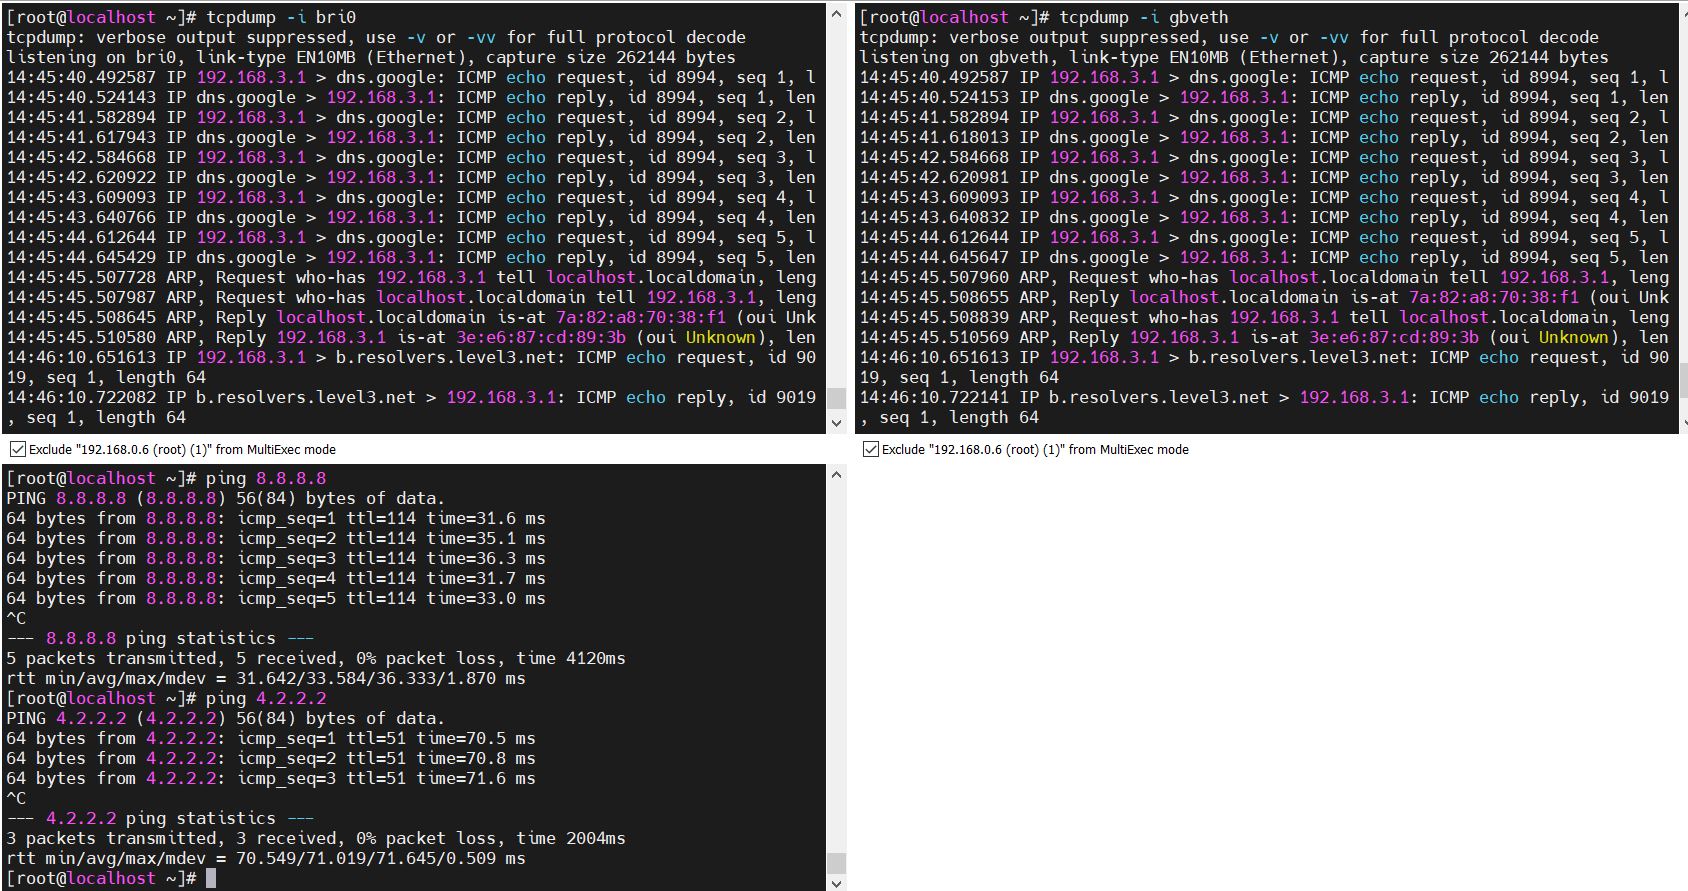 [root@localhost ~]# tcpdump -i bri0
tcpdump: verbose output suppressed, use -v or -vv for full protocol decode
listening on bri0, link-type EN10MB (Ethernet), capture size 262144 bytes
14:45:40.492587 IP 192.168.3.1 > dns.google: ICMP echo request, id 8994, seq 1, l
14:45:40.524143 IP dns.google > 192.168.3.1: ICMP echo reply, id 8994, seq 1, len
14:45:41.582894 IP 192.168.3.1 > dns.google: ICMP echo request, id 8994, seq 2, l
14:45:41.617943 IP dns.google > 192.168.3.1: ICMP echo reply, id 8994, seq 2, len
14:45:42.584668 IP 192.168.3.1 > dns.google: ICMP echo request, id 8994, seq 3, l
14:45:42.620922 IP dns.google > 192.168.3.1: ICMP echo reply, id 8994, seq 3, len
14:45:43.609093 IP 192.168.3.1 > dns.google: ICMP echo request, id 8994, seq 4, l
14:45:43.640766 IP dns.google > 192.168.3.1: ICMP echo reply, id 8994, seq 4, len
14:45:44.612644 IP 192.168.3.1 > dns.google: ICMP echo request, id 8994, seq 5, l
14:45:44.645429 IP dns.google > 192.168.3.1: ICMP echo reply, id 8994, seq 5, len
14:45:45.507728 ARP, Request who-has 192.168.3.1 tell localhost.localdomain, leng
14:45:45.507987 ARP, Request who-has localhost.localdomain tell 192.168.3.1, leng
14:45:45.508645 ARP, Reply localhost.localdomain is-at 7a:82:a8:70:38:f1 (oui Unk
14:45:45.510580 ARP, Reply 192.168.3.1 is-at 3e:e6:87:cd:89:3b (oui Unknown), len
14:46:10.651613 IP 192.168.3.1 > b.resolvers.level3.net: ICMP echo request, id 90
19, seq 1, length 64
14:46:10.722082 IP b.resolvers.level3.net > 192.168.3.1: ICMP echo reply, id 9019
, seq 1, length 64
Exclude "192.168.0.6 (root) (1)" from MultiExec mode
[root@localhost ~]# tcpdump -i gbveth
tcpdump: verbose output suppressed, use -v or -vv for full protocol decode
listening on gbveth, link-type EN10MB (Ethernet), capture size 262144 bytes
14:45:40.492587 IP 192.168.3.1 > dns.google: ICMP echo request, id 8994, seq 1, l
14:45:40.524153 IP dns.google > 192.168.3.1: ICMP echo reply, id 8994, seq 1, len
14:45:41.582894 IP 192.168.3.1 > dns.google: ICMP echo request, id 8994, seq 2, l
14:45:41.618013 IP dns.google > 192.168.3.1: ICMP echo reply, id 8994, seq 2, len
14:45:42.584668 IP 192.168.3.1 > dns.google: ICMP echo request, id 8994, seq 3, l
14:45:42.620981 IP dns.google > 192.168.3.1: ICMP echo reply, id 8994, seq 3, len
14:45:43.609093 IP 192.168.3.1 > dns.google: ICMP echo request, id 8994, seq 4, l
14:45:43.640832 IP dns.google > 192.168.3.1: ICMP echo reply, id 8994, seq 4, len
14:45:44.612644 IP 192.168.3.1 > dns.google: ICMP echo request, id 8994, seq 5, l
14:45:44.645647 IP dns.google > 192.168.3.1: ICMP echo reply, id 8994, seq 5, len
14:45:45.507960 ARP, Request who-has localhost.localdomain tell 192.168.3.1, leng
14:45:45.508655 ARP, Reply localhost.localdomain is-at 7a:82:a8:70:38:f1 (oui Unk
14:45:45.508839 ARP, Request who-has 192.168.3.1 tell localhost.localdomain, leng
14:45:45.510569 ARP, Reply 192.168.3.1 is-at 3e:e6:87:cd:89:3b (oui Unknown), len
14:46:10.651613 IP 192.168.3.1 > b.resolvers.level3.net: ICMP echo request, id 90
19, seq 1, length 64
14:46:10.722141 IP b.resolvers.level3.net > 192.168.3.1: ICMP echo reply, id 9019
, seq 1, length 64
Exclude "192.168.0.6 (root) (1)" from MultiExec mode
[root@localhost ~]# ping 8.8.8.8
PING 8.8.8.8 (8.8.8.8) 56(84) bytes of data.
64 bytes from 8.8.8.8: icmp_seq=1 ttl=114 time=31.6 ms
64 bytes from 8.8.8.8: icmp_seq=2 ttl=114 time=35.1 ms
64 bytes from 8.8.8.8: icmp_seq=3 ttl=114 time=36.3 ms
64 bytes from 8.8.8.8: icmp_seq=4 ttl=114 time=31.7 ms
64 bytes from 8.8.8.8: icmp_seq=5 ttl=114 time=33.0 ms
^C
--- 8.8.8.8 ping statistics ---
5 packets transmitted, 5 received, 0% packet loss, time 4120ms
rtt min/avg/max/mdev = 31.642/33.584/36.333/1.870 ms
[root@localhost ~]# ping 4.2.2.2
PING 4.2.2.2 (4.2.2.2) 56(84) bytes of data.
64 bytes from 4.2.2.2: icmp_seq=1 ttl=51 time=70.5 ms
64 bytes from 4.2.2.2: icmp_seq=2 ttl=51 time=70.8 ms
64 bytes from 4.2.2.2: icmp_seq=3 ttl=51 time=71.6 ms
^C
--- 4.2.2.2 ping statistics ---
3 packets transmitted, 3 received, 0% packet loss, time 2004ms
rtt min/avg/max/mdev = 70.549/71.019/71.645/0.509 ms
[root@localhost ~]#